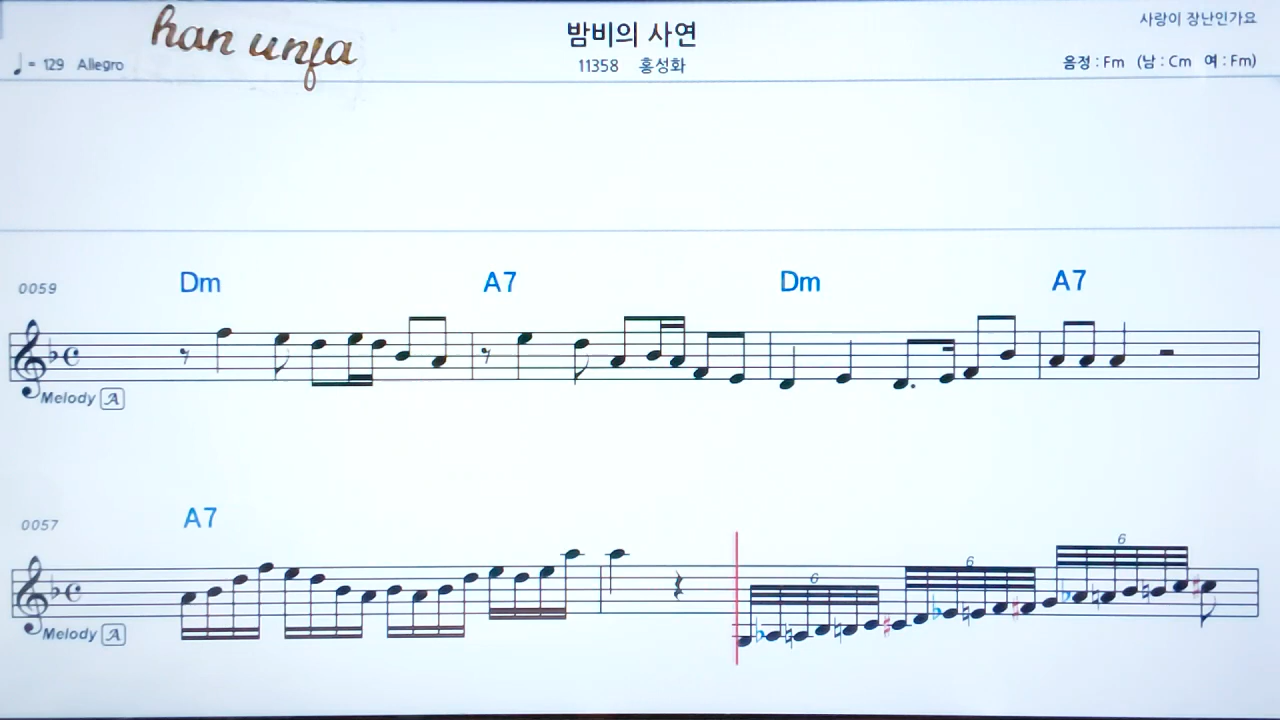 han unfa
밤비의 사연
사랑이 장난인가요
♩= 129 Allegro
11358 홍성화
음정 : Fm (남 : Cm 여 : Fm)
0059
Dm A7 Dm A7
Melody A
0057
A7
6 6 6
Melody A